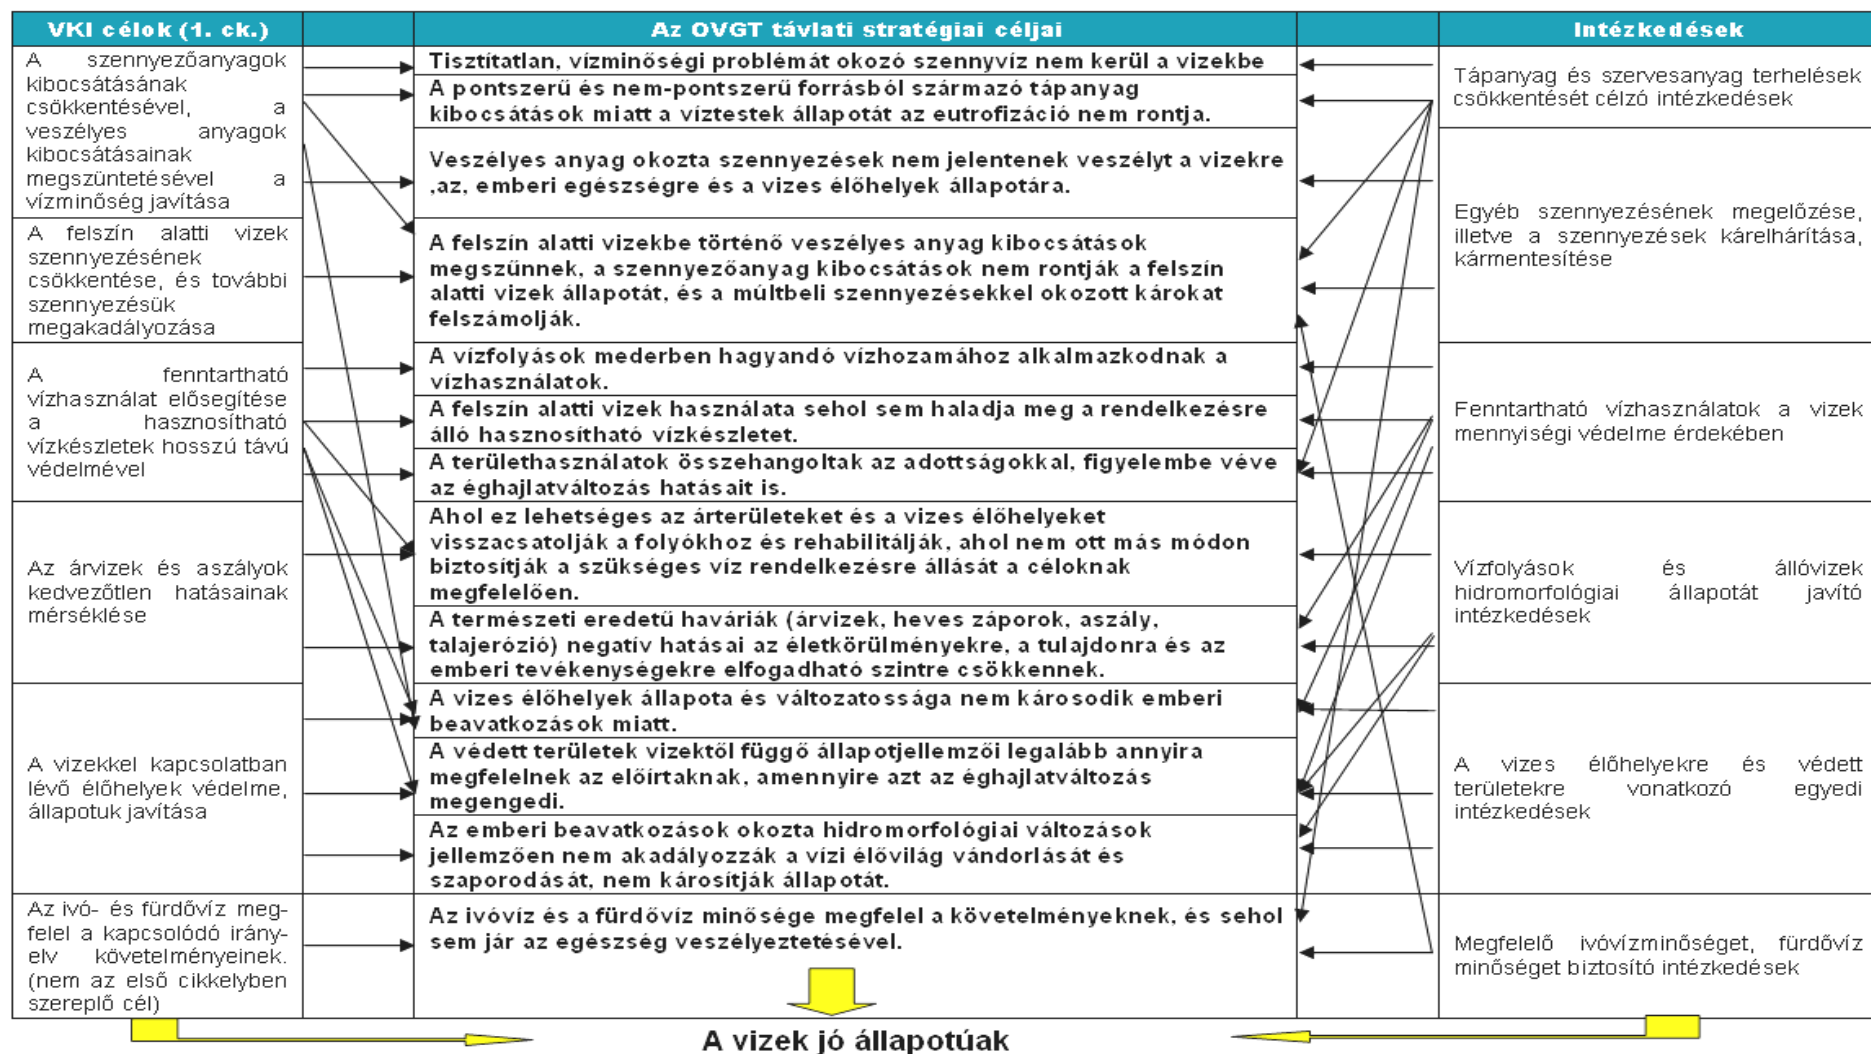 VKI célok (1. ck.)
Az OVGT távlati stratégiai céljai
Intézkedések
A szennyezőanyagok
kibocsátásának
csökkentésével, a
veszélyes anyagok
kibocsátásainak
megszüntetésével a
vízminőség javítása
A felszín alatti vizek
szennyezésének
csökkentése, és további
szennyezésük
megakadályozása
A fenntartható
vízhasználat elősegítése
a hasznosítható
vízkészletek hosszú távú
védelmével
Az árvizek és aszályok
kedvezőtlen hatásainak
mérséklése
A vizekkel kapcsolatban
lévő élőhelyek védelme,
állapotuk javítása
Az ivó- és fürdővíz meg-
felel a kapcsolódó irány-
elv követelményeinek.
(nem az első cikkelyben
szereplő cél)
Tisztítatlan, vízminőségi problémát okozó szennyvíz nem kerül a vizekbe
A pontszerű és nem-pontszerű forrásból származó tápanyag
kibocsátások miatt a víztestek állapotát az eutrofizáció nem rontja.
Veszélyes anyag okozta szennyezések nem jelentenek veszélyt a vizekre
,az, emberi egészségre és a vizes élőhelyek állapotára.
A felszín alatti vizekbe történő veszélyes anyag kibocsátások
megszűnnek, a szennyezőanyag kibocsátások nem rontják a felszín
alatti vizek állapotát, és a múltbeli szennyezésekkel okozott károkat
felszámolják.
A vízfolyások mederben hagyandó vízhozamához alkalmazkodnak a
vízhasználatok.
A felszín alatti vizek használata sehol sem haladja meg a rendelkezésre
álló hasznosítható vízkészletet.
A területhasználatok összehangoltak az adottságokkal, figyelembe véve
az éghajlatváltozás hatásait is.
Ahol ez lehetséges az árterületeket és a vizes élőhelyeket
visszacsatolják a folyókhoz és rehabilitálják, ahol nem ott más módon
biztosítják a szükséges víz rendelkezésre állását a céloknak
megfelelően.
A természeti eredetű haváriák (árvizek, heves záporok, aszály,
talajerózió) negatív hatásai az életkörülményekre, a tulajdonra és az
emberi tevékenységekre elfogadható szintre csökkennek.
A vizes élőhelyek állapota és változatossága nem károsodik emberi
beavatkozások miatt.
A védett területek vizektől függő állapotjellemzői legalább annyira
megfelelnek az előírtaknak, amennyire azt az éghajlatváltozás
megengedi.
Az emberi beavatkozások okozta hidromorfológiai változások
jellemzően nem akadályozzák a vízi élővilág vándorlását és
szaporodását, nem károsítják állapotát.
Az ivóvíz és a fürdővíz minősége megfelel a követelményeknek, és sehol
sem jár az egészség veszélyeztetésével.
Tápanyag és szervesanyag terhelések
csökkentését célzó intézkedések
Egyéb szennyezésének megelőzése,
illetve a szennyezések kárelhárítása,
kármentesítése
Fenntartható vízhasználatok a vizek
mennyiségi védelme érdekében
Vízfolyások és állóvizek
hidromorfológiai állapotát javító
intézkedések
A vizes élőhelyekre és védett
területekre vonatkozó egyedi
intézkedések
Megfelelő ivóvízminőséget, fürdővíz
minőséget biztosító intézkedések
A vizek jó állapotúak